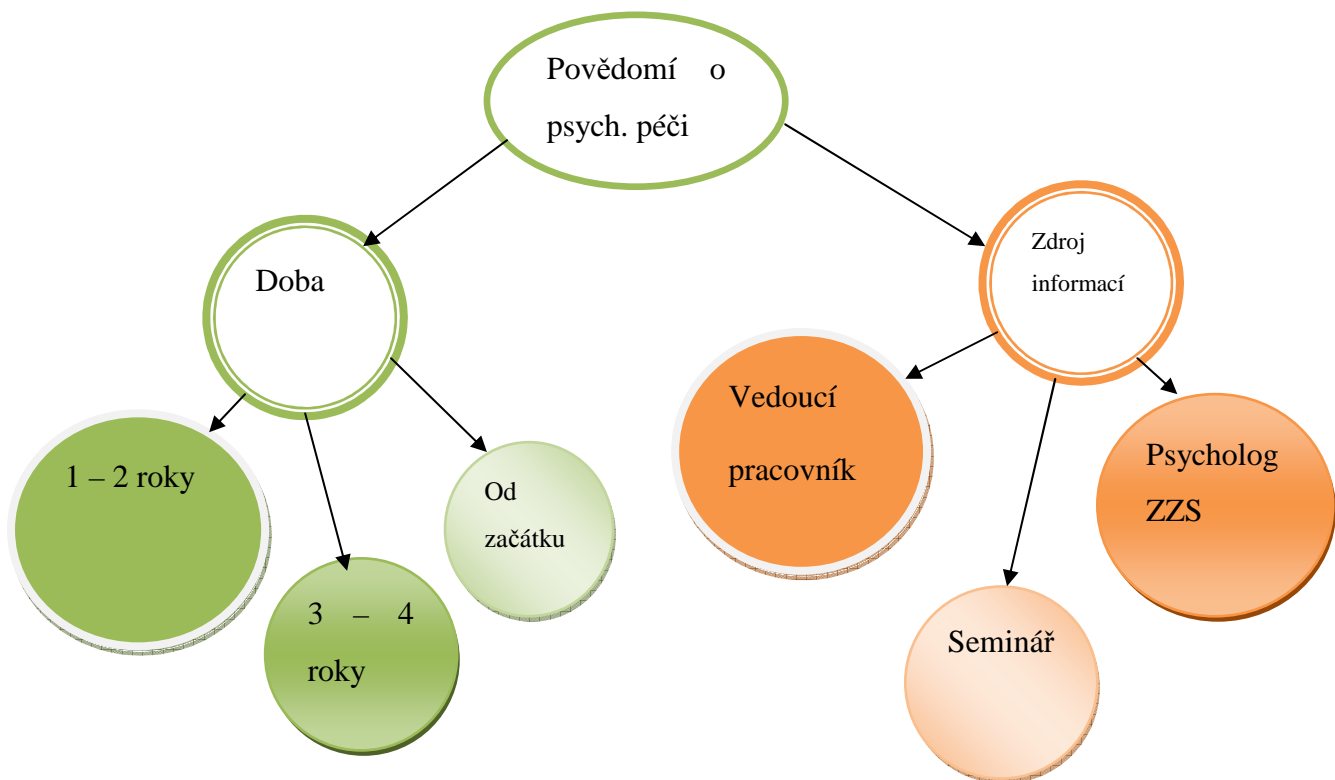 Povědomí o
psych. péči
Doba
Zdroj
informací
1 – 2 roky
3 – 4
roky
Od
začátku
Vedoucí
pracovník
Seminář
Psycholog
ZZS